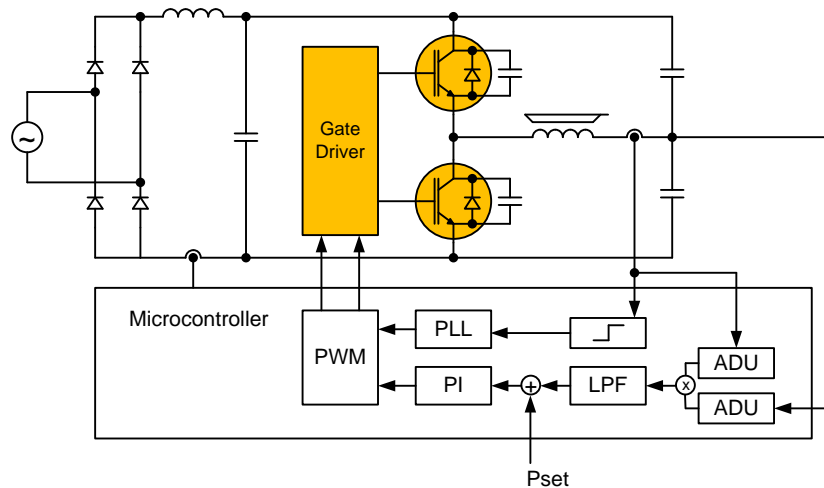 ~
Gate
Driver
Microcontroller
PWM
PLL
PI
+
LPF
x
ADU
ADU
Pset